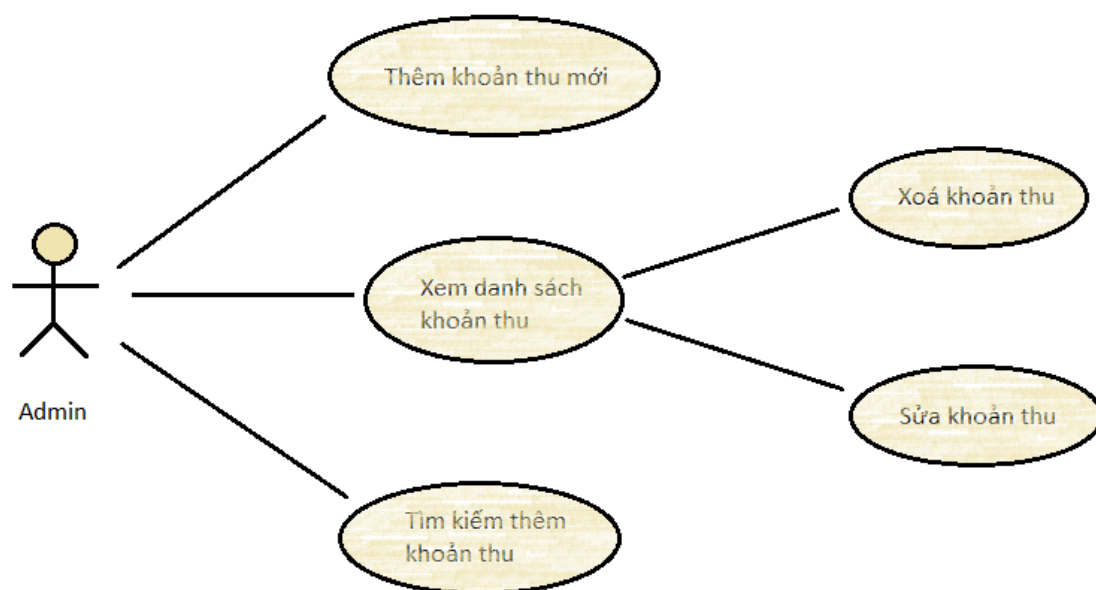 Thêm khoản thu mới
Xoá khoản thu
Xem danh sách
khoản thu
Admin
Sửa khoản thu
Tìm kiếm thêm
khoản thu